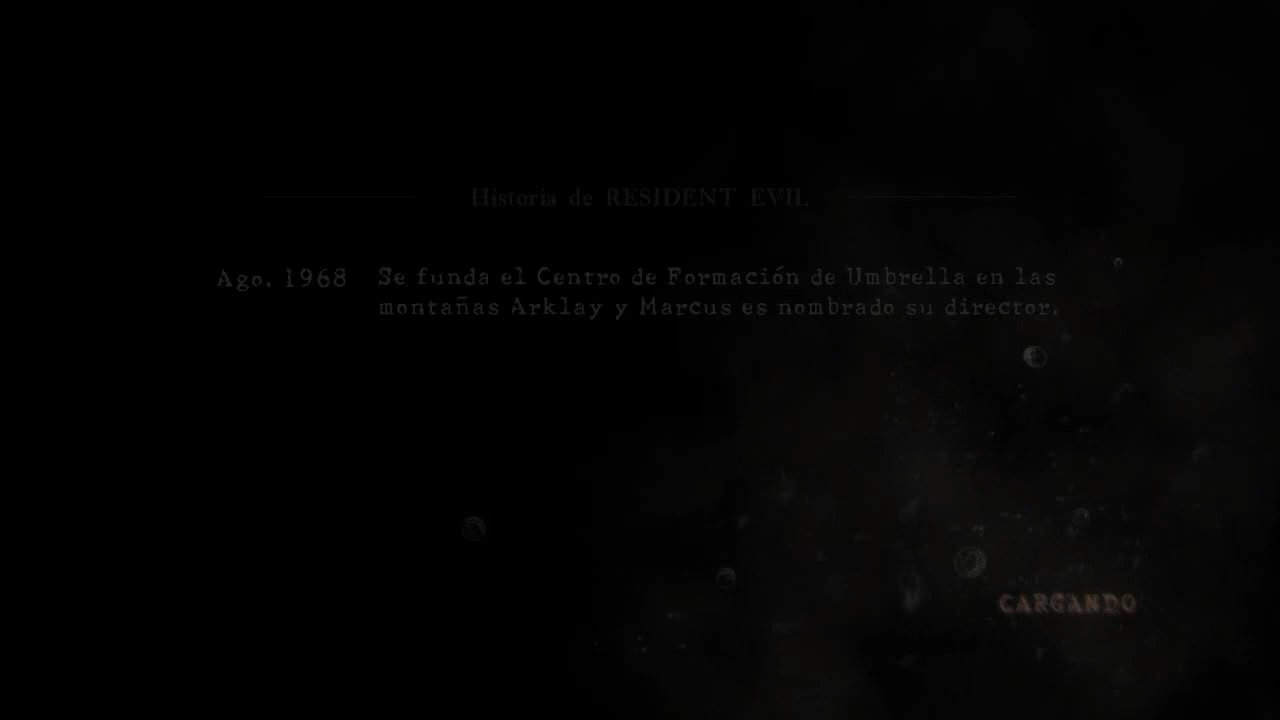 Historia de RESIDENT EVIL
Ago. 1968 Se funda el Centro de Formación de Umbrella en las
montañas Arklay y Marcus es nombrado su director.
CARGANDO